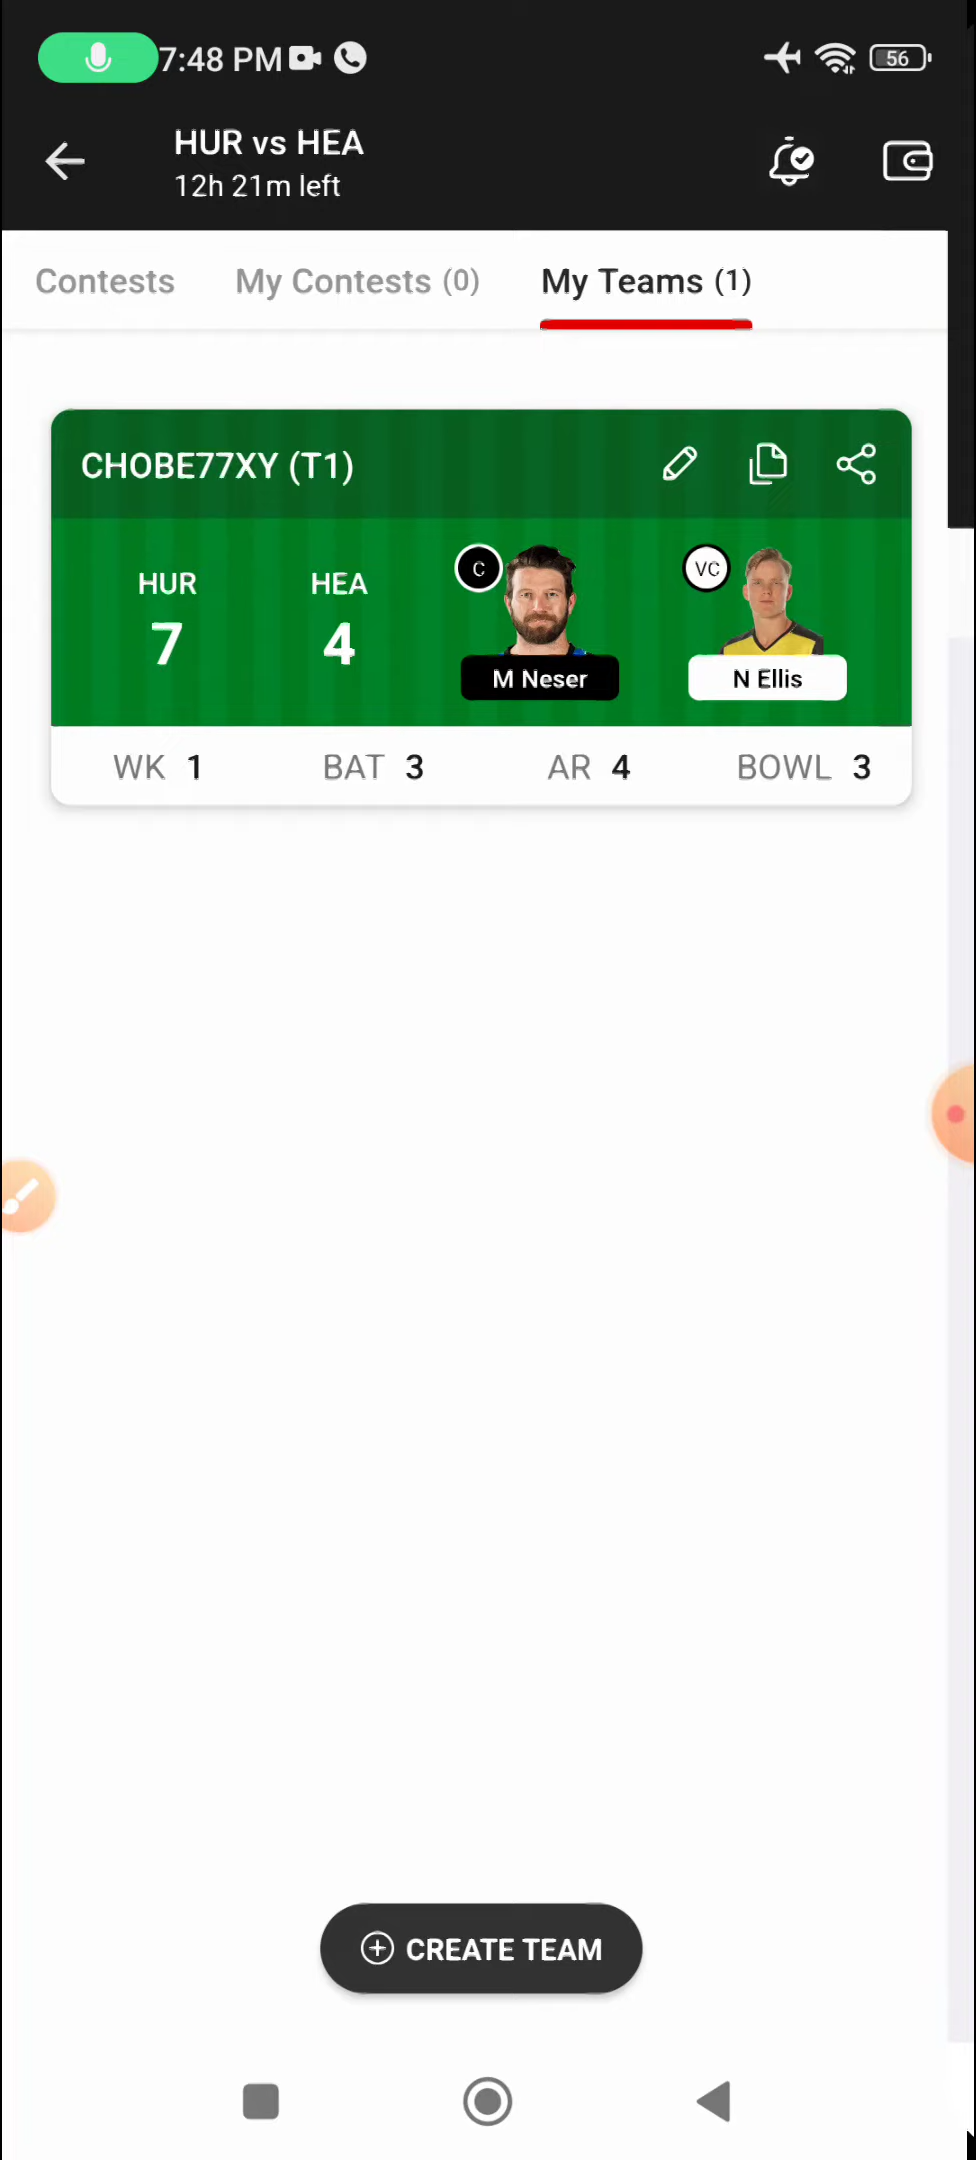 7:48 PM
56
HUR vs HEA
12h 21m left
Contests
My Contests (0)
My Teams (1)
CHOBE77XY (T1)
HUR
7
HEA
4
C
M Neser
VC
N Ellis
WK 1
BAT 3
AR 4
BOWL 3
CREATE TEAM